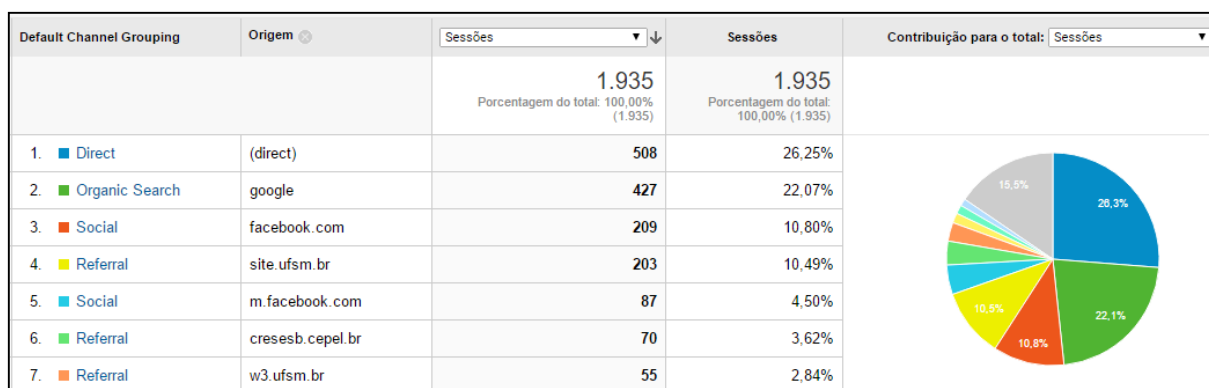 Default Channel Grouping Origem Sessões Sessões Contribuição para o total: Sessões
1.935 1.935
Porcentagem do total: 100,00% Porcentagem do total:
(1.935) 100,00% (1.935)
1. Direct (direct) 508 26,25%
2. Organic Search google 427 22,07%
3. Social facebook.com 209 10,80%
4. Referral site.ufsm.br 203 10,49%
5. Social m.facebook.com 87 4,50%
6. Referral cresesb.cepel.br 70 3,62%
7. Referral w3.ufsm.br 55 2,84%
15,5%
26,3%
10,5%
22,1%
10,8%